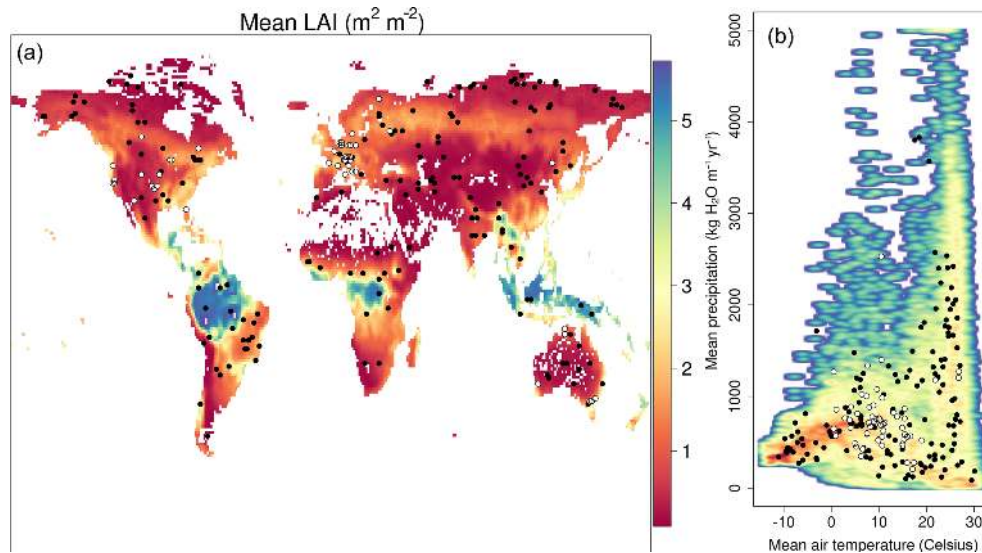 Mean LAI (m² m⁻²)
(a)
5
4
3
2
1
(b)
Mean precipitation (kg H₂O m⁻¹ yr⁻¹)
5000
4000
3000
2000
1000
0
-10 0 10 20 30
Mean air temperature (Celsius)